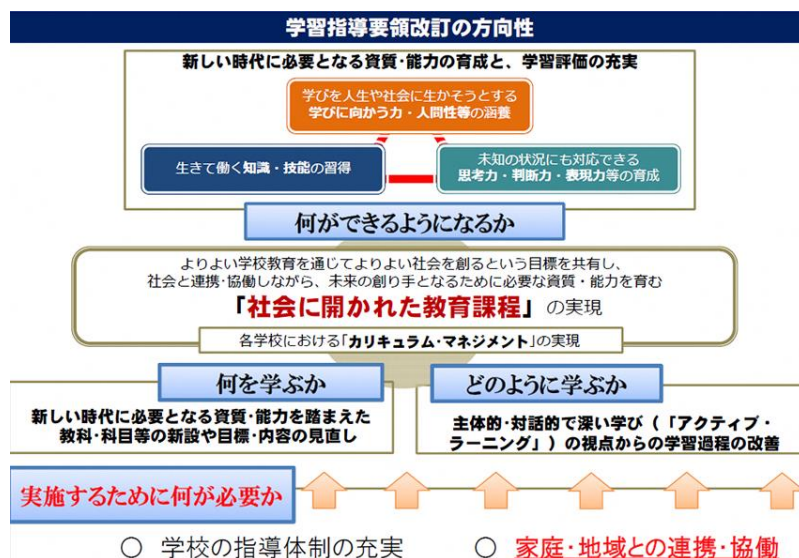 学習指導要領改訂の方向性
新しい時代に必要となる資質･能力の育成と、学習評価の充実
学びを人生や社会に生かそうとする
学びに向かう力・人間性等の涵養
生きて働く知識・技能の習得
未知の状況にも対応できる
思考力・判断力・表現力等の育成
何ができるようになるか
よりよい学校教育を通じてよりよい社会を創るという目標を共有し、
社会と連携･協働しながら、未来の創り手となるために必要な資質・能力を育む
「社会に開かれた教育課程」の実現
各学校における「カリキュラム･マネジメント」の実現
何を学ぶか
新しい時代に必要となる資質･能力を踏まえた
教科･科目等の新設や目標･内容の見直し
どのように学ぶか
主体的･対話的で深い学び（「アクティブ・
ラーニング」）の視点からの学習過程の改善
実施するために何が必要か
○ 学校の指導体制の充実
○ 家庭・地域との連携・協働